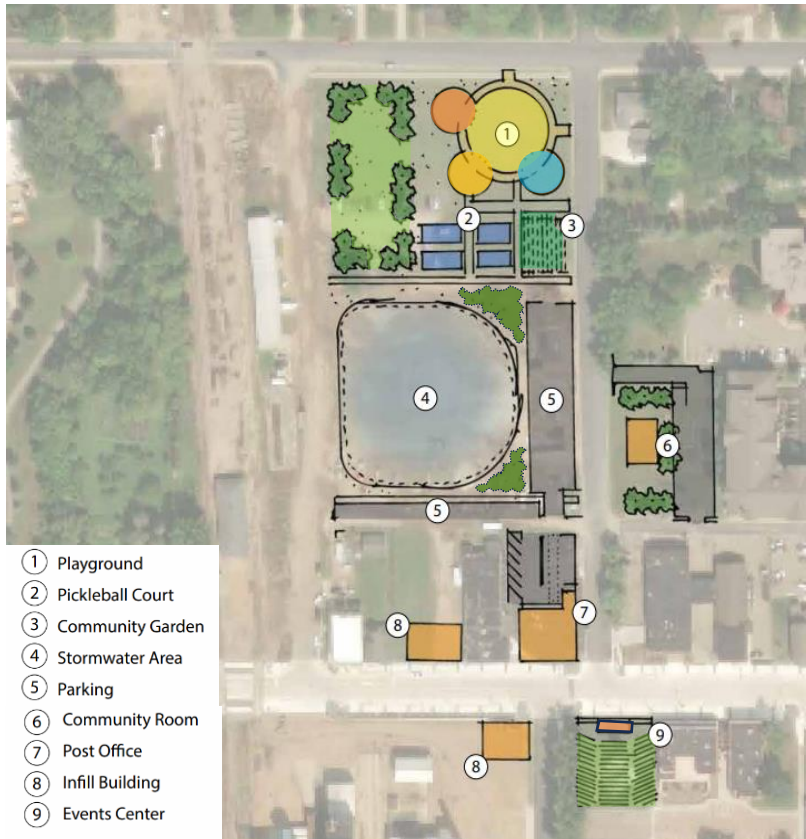 1
2
3
4
5
6
5
7
8
9
8
1 Playground
2 Pickleball Court
3 Community Garden
4 Stormwater Area
5 Parking
6 Community Room
7 Post Office
8 Infill Building
9 Events Center